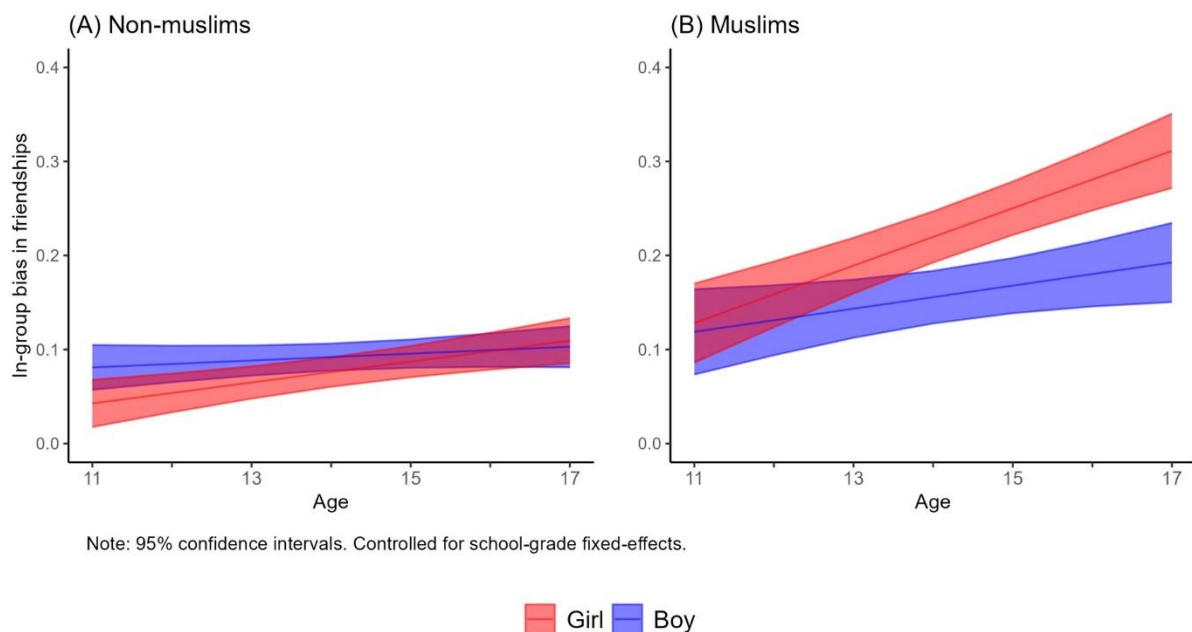 (A) Non-muslims
(B) Muslims
In-group bias in friendships
0.4
0.3
0.2
0.1
0.0
11
13
15
17
Age
0.4
0.3
0.2
0.1
0.0
11
13
15
17
Age
Note: 95% confidence intervals. Controlled for school-grade fixed-effects.
Girl Boy